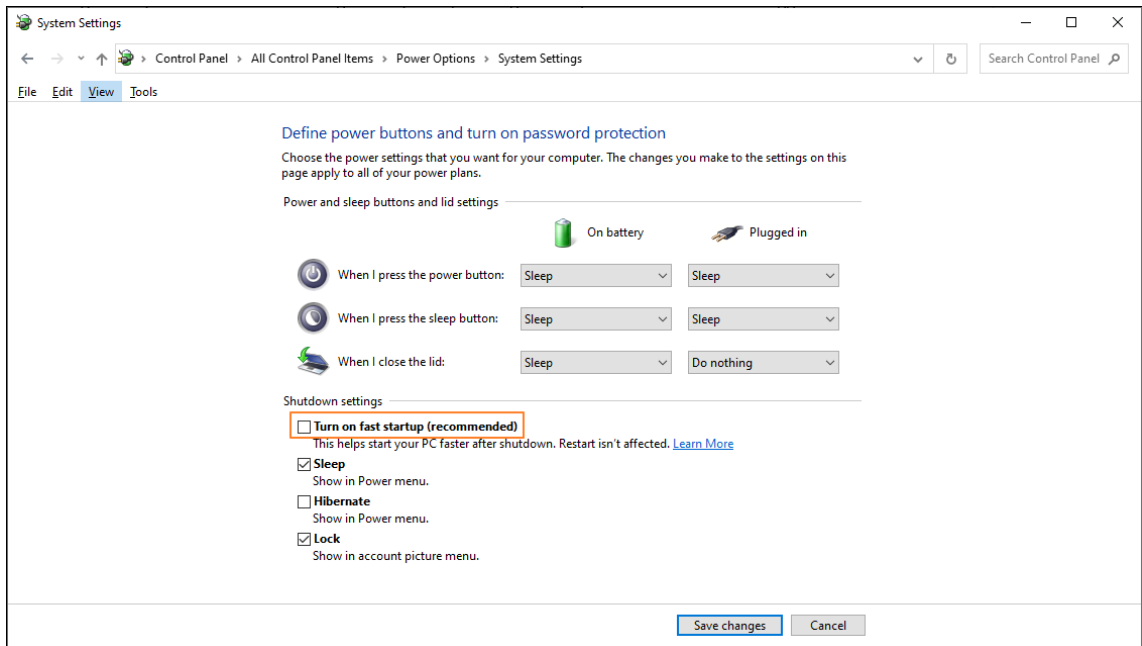 System Settings
Control Panel > All Control Panel Items > Power Options > System Settings
Search Control Panel
File Edit View Tools
Define power buttons and turn on password protection
Choose the power settings that you want for your computer. The changes you make to the settings on this
page apply to all of your power plans.
Power and sleep buttons and lid settings
On battery Plugged in
When I press the power button: Sleep Sleep
When I press the sleep button: Sleep Sleep
When I close the lid: Sleep Do nothing
Shutdown settings
Turn on fast startup (recommended)
This helps start your PC faster after shutdown. Restart isn't affected. Learn More
Sleep
Show in Power menu.
Hibernate
Show in Power menu.
Lock
Show in account picture menu.
Save changes Cancel